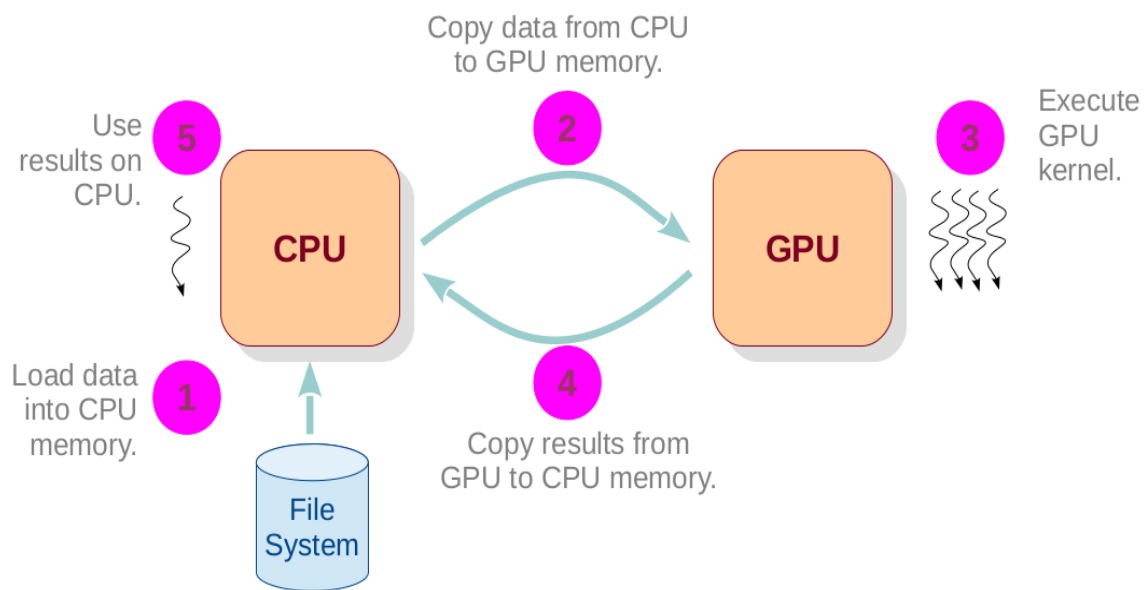 Copy data from CPU
to GPU memory.
2
Use
results on
CPU.
5
3
Execute
GPU
kernel.
CPU
GPU
Load data
into CPU
memory.
1
4
Copy results from
GPU to CPU memory.
File
System